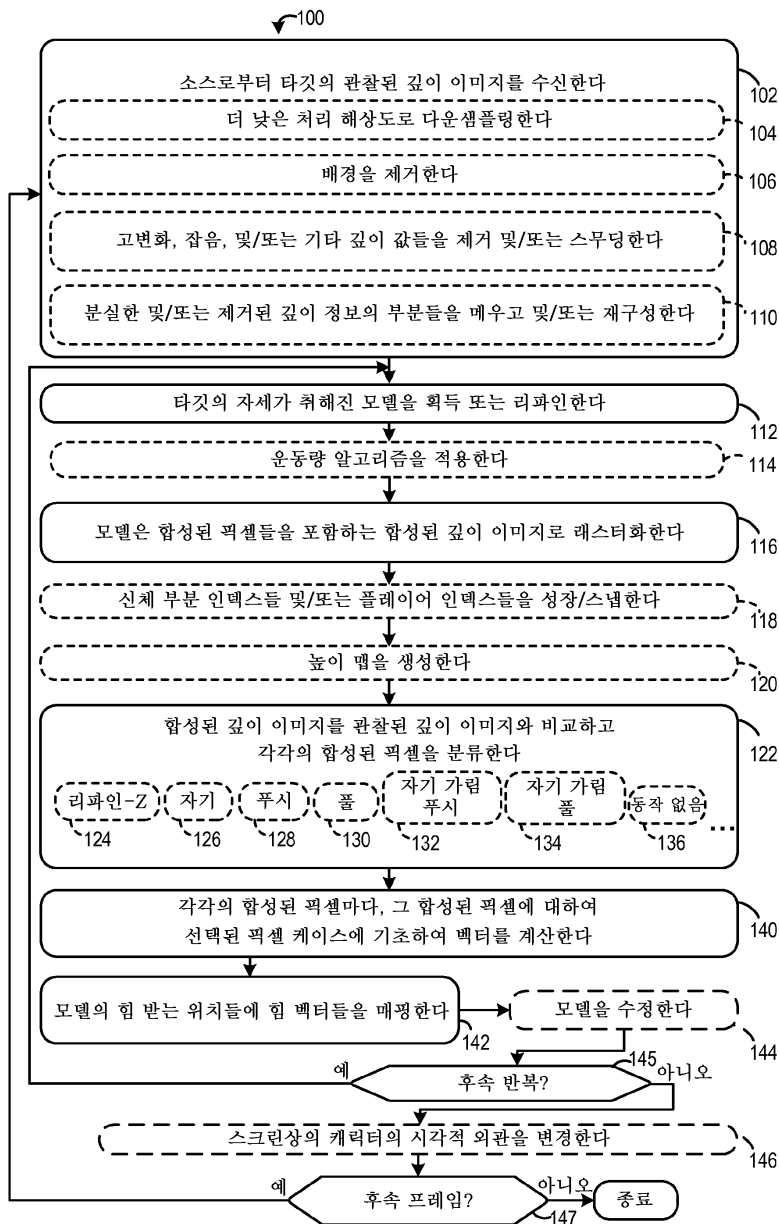 100
소스로부터 타깃의 관찰된 깊이 이미지를 수신한다
102
더 낮은 처리 해상도로 다운샘플링한다
104
배경을 제거한다
106
고변화, 잡음, 및/또는 기타 깊이 값들을 제거 및/또는 스무딩한다
108
분실한 및/또는 제거된 깊이 정보의 부분들을 메우고 및/또는 재구성한다
110
타깃의 자세가 취해진 모델을 획득 또는 리파인한다
112
운동량 알고리즘을 적용한다
114
모델은 합성된 픽셀들을 포함하는 합성된 깊이 이미지로 래스터화한다
116
신체 부분 인덱스들 및/또는 플레이어 인덱스들을 성장/스냅한다
118
높이 맵을 생성한다
120
합성된 깊이 이미지를 관찰된 깊이 이미지와 비교하고
각각의 합성된 픽셀을 분류한다
122
리파인-Z
124
자기
126
푸시
128
풀
130
자기 가림
푸시
132
자기 가림
풀
134
동작 없음
136
....
각각의 합성된 픽셀마다, 그 합성된 픽셀에 대하여
선택된 픽셀 케이스에 기초하여 벡터를 계산한다
140
모델의 힘 받는 위치들에 힘 벡터들을 매핑한다
142
모델을 수정한다
144
예
후속 반복?
145
아니오
스크린상의 캐릭터의 시각적 외관을 변경한다
146
예
후속 프레임?
147
아니오
종료